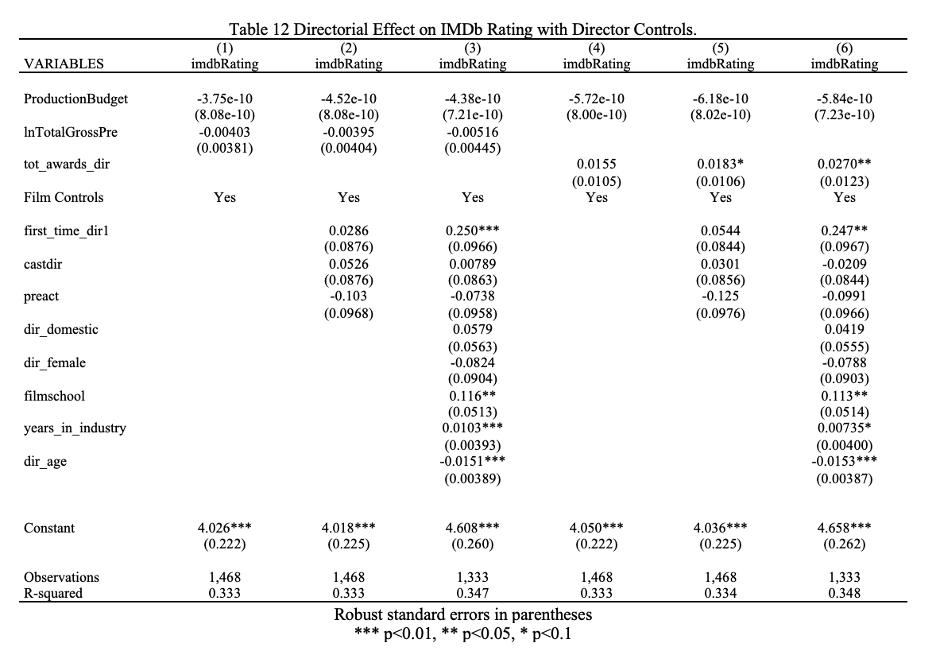 Table 12 Directorial Effect on IMDb Rating with Director Controls.
(1) (2) (3) (4) (5) (6)
VARIABLES imdbRating imdbRating imdbRating imdbRating imdbRating imdbRating
ProductionBudget -3.75e-10 -4.52e-10 -4.38e-10 -5.72e-10 -6.18e-10 -5.84e-10
(8.08e-10) (8.08e-10) (7.21e-10) (8.00e-10) (8.02e-10) (7.23e-10)
lnTotalGrossPre -0.00403 -0.00395 -0.00516
(0.00381) (0.00404) (0.00445)
tot_awards_dir 0.0155 0.0183* 0.0270**
(0.0105) (0.0106) (0.0123)
Film Controls Yes Yes Yes Yes Yes Yes
first_time_dir1 0.0286 0.250*** 0.0544 0.247**
(0.0876) (0.0966) (0.0844) (0.0967)
castdir 0.0526 0.00789 0.0301 -0.0209
(0.0876) (0.0863) (0.0856) (0.0844)
preact -0.103 -0.0738 -0.125 -0.0991
(0.0968) (0.0958) (0.0976) (0.0966)
dir_domestic 0.0579 0.0419
(0.0563) (0.0555)
dir_female -0.0824 -0.0788
(0.0904) (0.0903)
filmschool 0.116** 0.113**
(0.0513) (0.0514)
years_in_industry 0.0103*** 0.00735*
(0.00393) (0.00400)
dir_age -0.0151*** -0.0153***
(0.00389) (0.00387)
Constant 4.026*** 4.018*** 4.608*** 4.050*** 4.036*** 4.658***
(0.222) (0.225) (0.260) (0.222) (0.225) (0.262)
Observations 1,468 1,468 1,333 1,468 1,468 1,333
R-squared 0.333 0.333 0.347 0.333 0.334 0.348
Robust standard errors in parentheses
*** p<0.01, ** p<0.05, * p<0.1